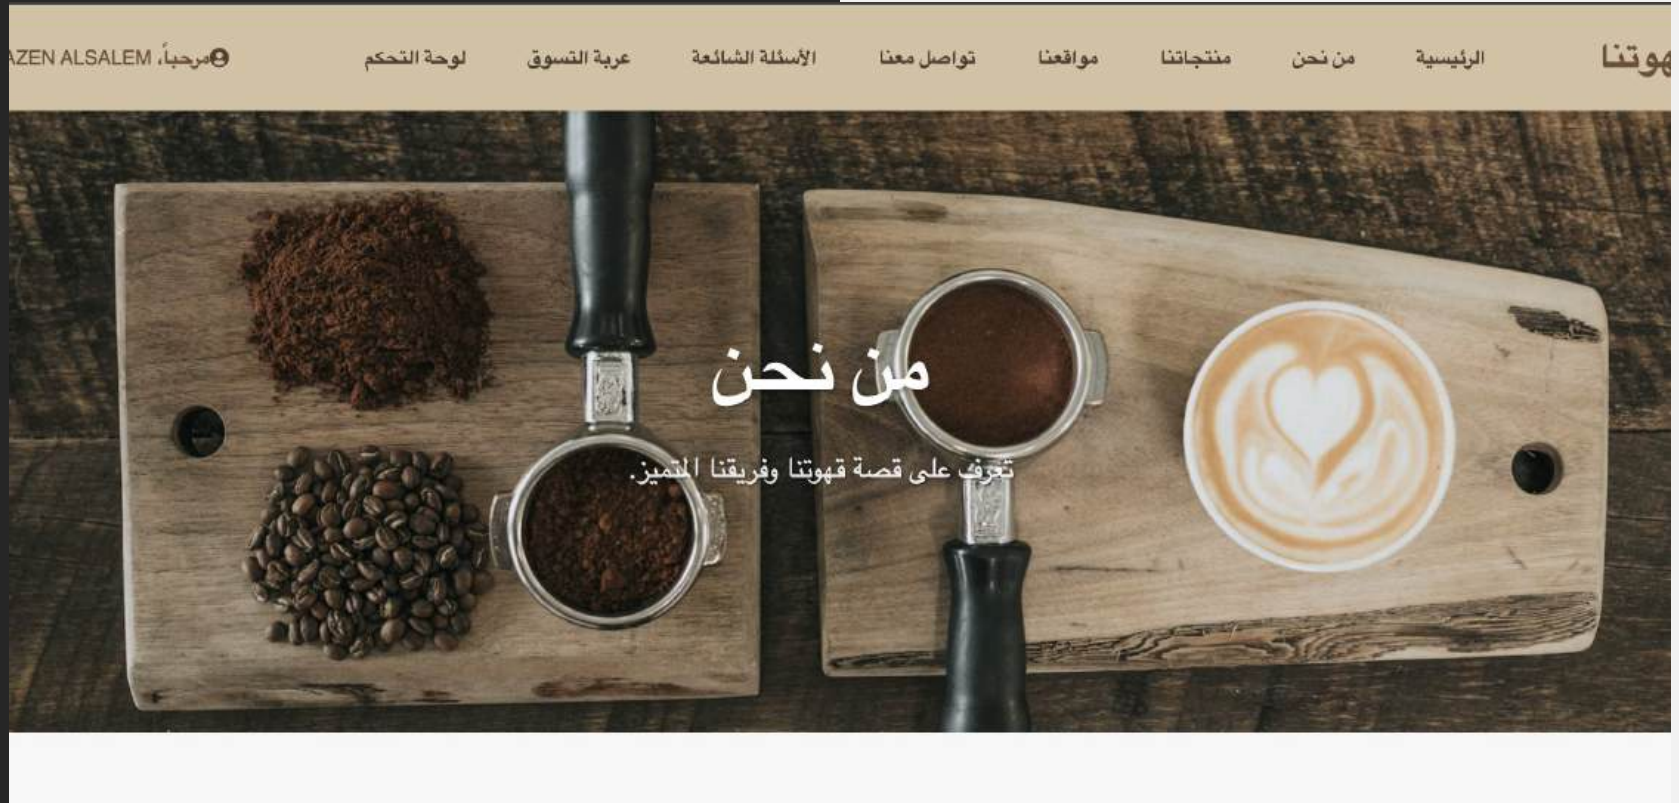 الرئيسية
من نحن
منتجاتنا
مواقعنا
تواصل معنا
الأسئلة الشائعة
عربة التسوق
لوحة التحكم
مرحباً، AZEN ALSALEM
من نحن
تعرف على قصة قهوتنا وفريقنا المتميز.